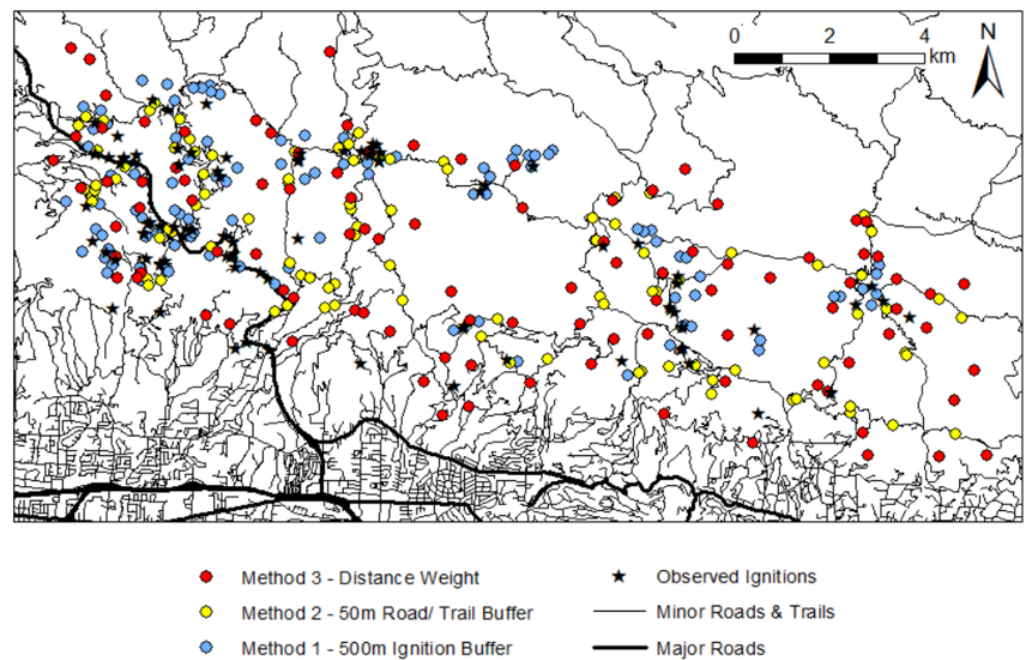 0 2 4
km
N
Method 3 - Distance Weight
Method 2 - 50m Road/ Trail Buffer
Method 1 - 500m Ignition Buffer
Observed Ignitions
Minor Roads & Trails
Major Roads